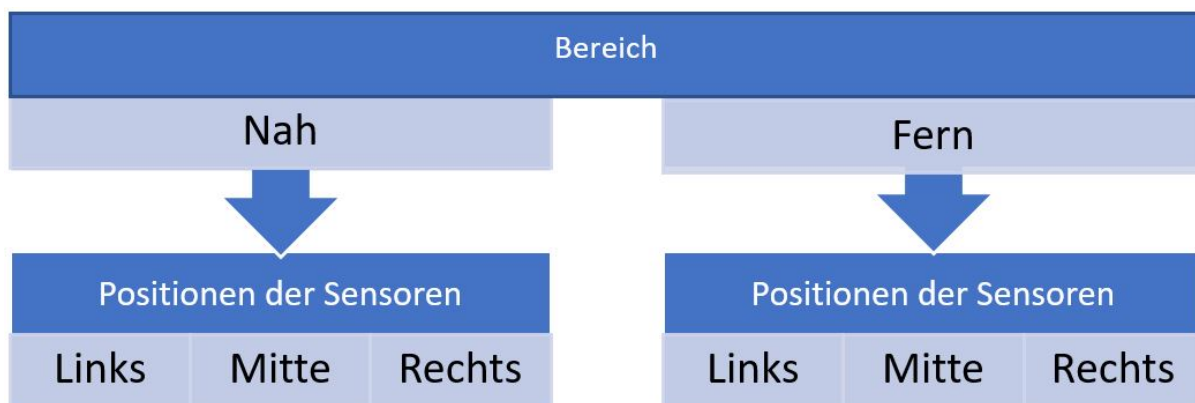 Bereich
Nah
Fern
Positionen der Sensoren
Positionen der Sensoren
Links Mitte Rechts
Links Mitte Rechts